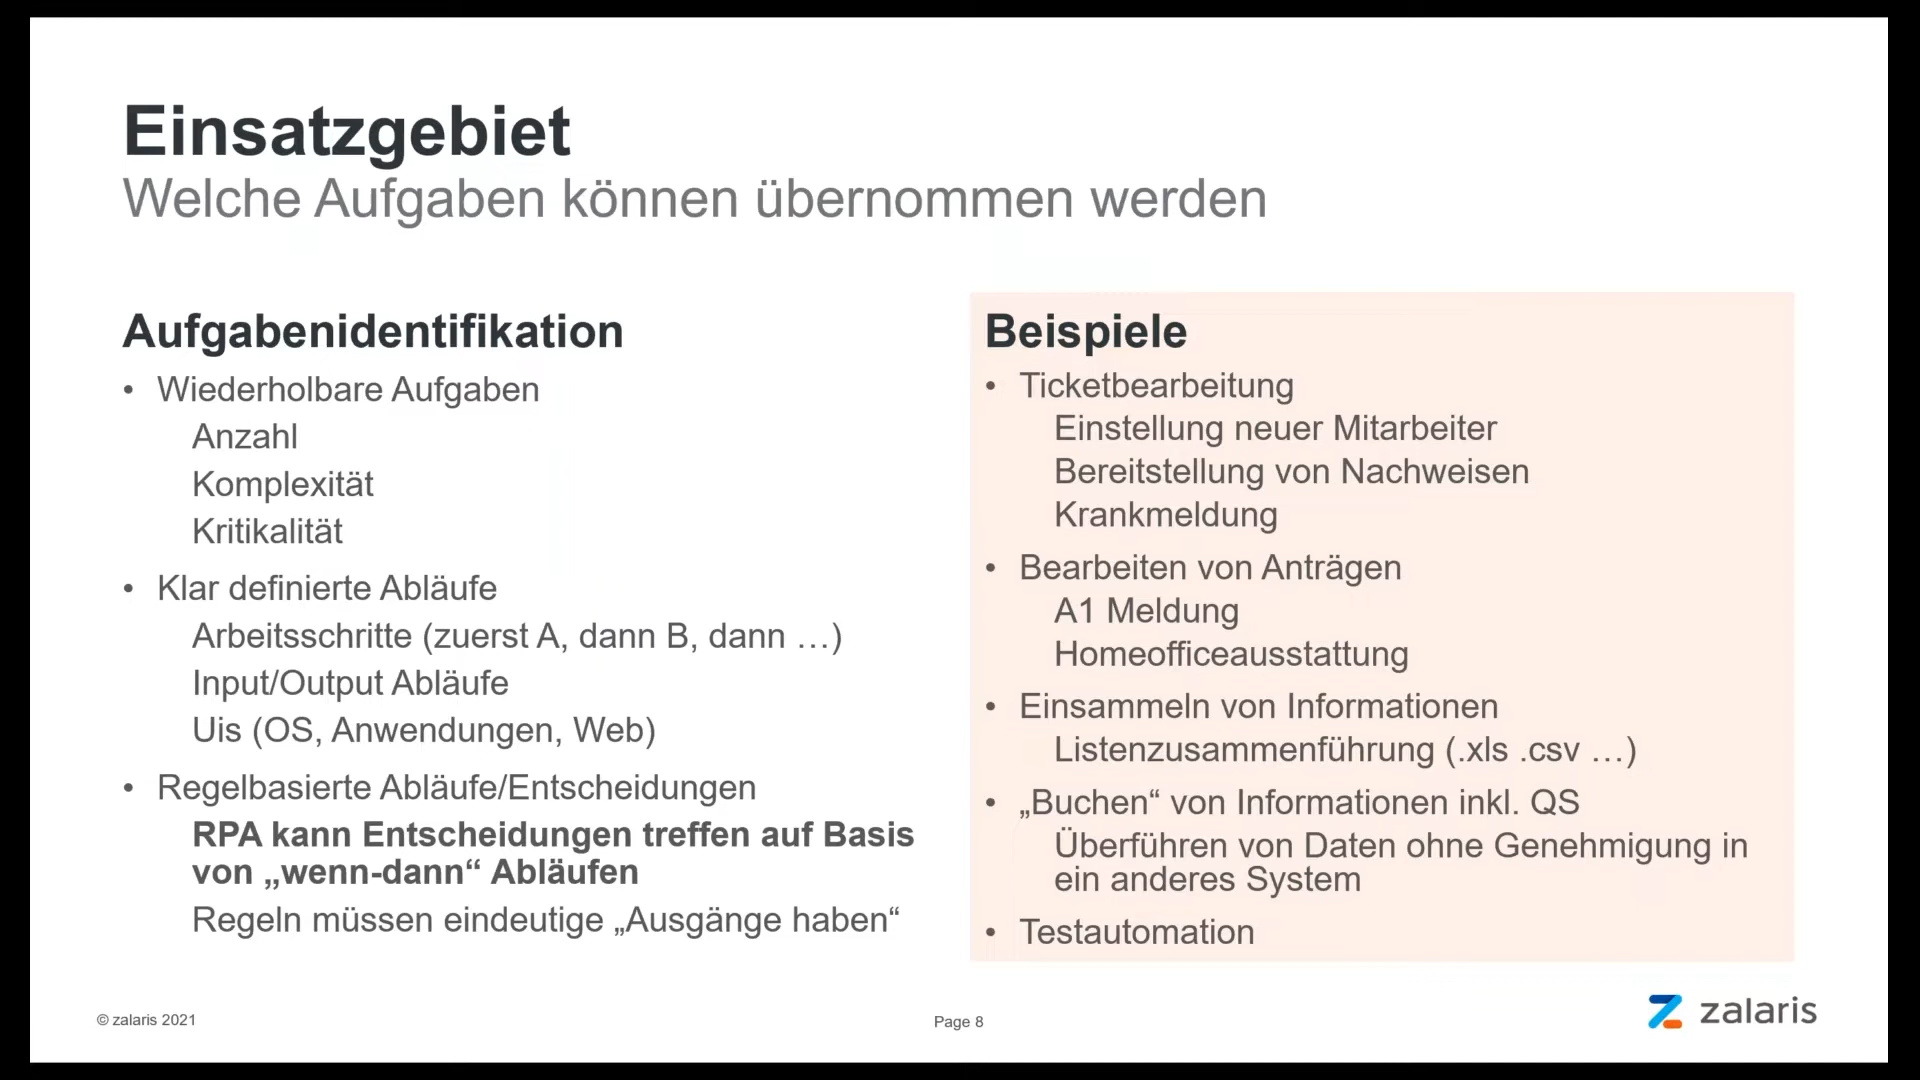 Einsatzgebiet
Welche Aufgaben können übernommen werden
Aufgabenidentifikation
• Wiederholbare Aufgaben
Anzahl
Komplexität
Kritikalität
• Klar definierte Abläufe
Arbeitsschritte (zuerst A, dann B, dann …)
Input/Output Abläufe
Uis (OS, Anwendungen, Web)
• Regelbasierte Abläufe/Entscheidungen
RPA kann Entscheidungen treffen auf Basis
von „wenn-dann“ Abläufen
Regeln müssen eindeutige „Ausgänge haben“
Beispiele
• Ticketbearbeitung
Einstellung neuer Mitarbeiter
Bereitstellung von Nachweisen
Krankmeldung
• Bearbeiten von Anträgen
A1 Meldung
Homeofficeausstattung
• Einsammeln von Informationen
Listenzusammenführung (.xls .csv …)
• „Buchen“ von Informationen inkl. QS
Überführen von Daten ohne Genehmigung in
ein anderes System
• Testautomation
© zalaris 2021
Page 8
zalaris